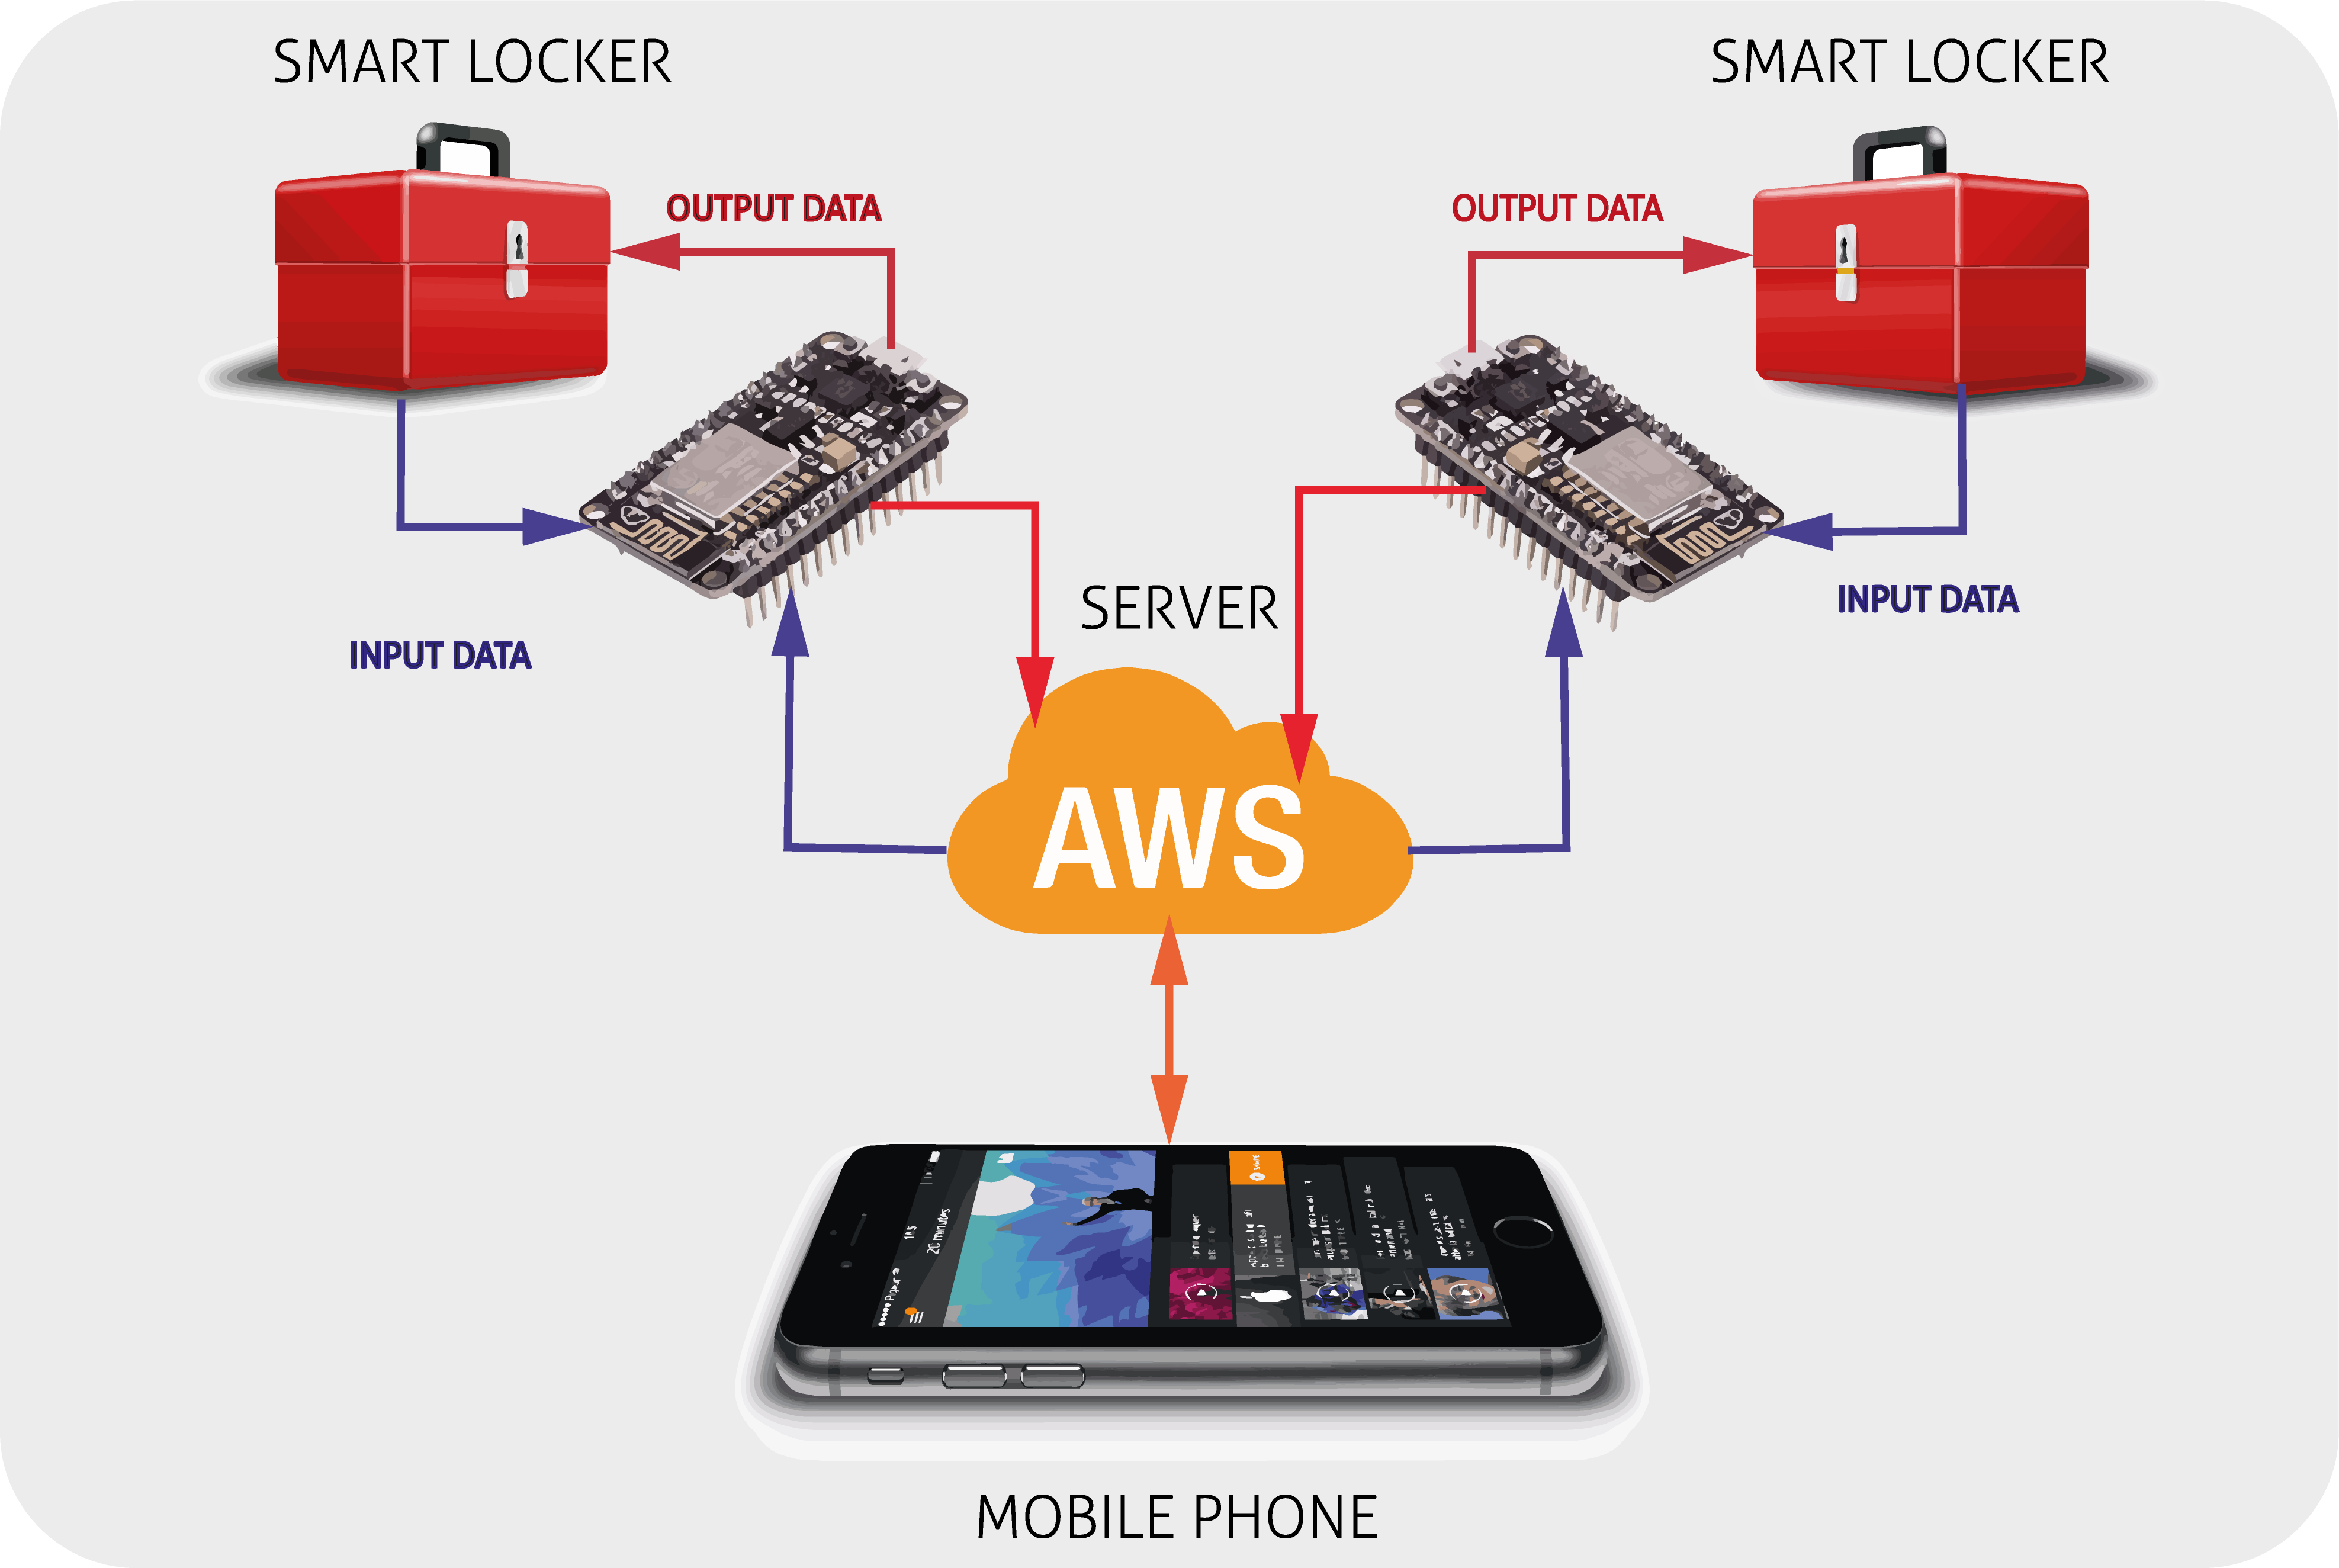 SMART LOCKER
SMART LOCKER
OUTPUT DATA
OUTPUT DATA
SERVER
INPUT DATA
INPUT DATA
AWS
20 minutes
MOBILE PHONE